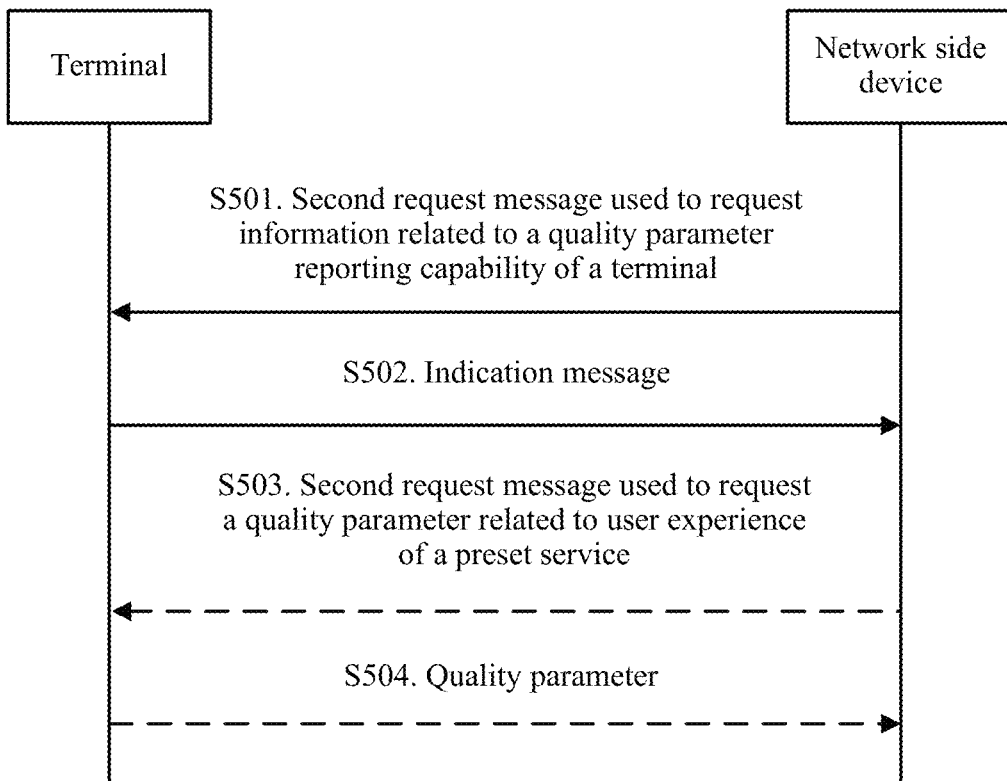 Terminal
Network side
device
S501. Second request message used to request
information related to a quality parameter
reporting capability of a terminal
S502. Indication message
S503. Second request message used to request
a quality parameter related to user experience
of a preset service
S504. Quality parameter